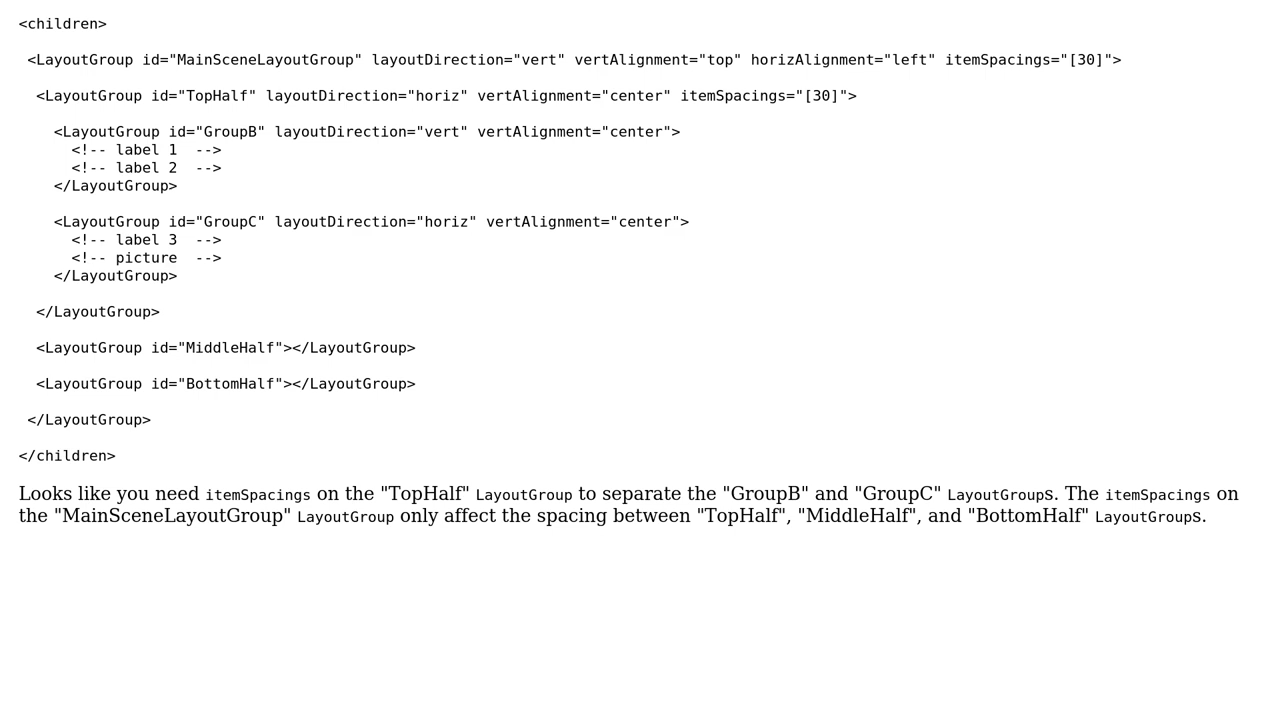 <children>
<LayoutGroup id="MainSceneLayoutGroup" layoutDirection="vert" vertAlignment="top" horizAlignment="left" itemSpacings="[30]">
<LayoutGroup id="TopHalf" layoutDirection="horiz" vertAlignment="center" itemSpacings="[30]">
<LayoutGroup id="GroupB" layoutDirection="vert" vertAlignment="center">
<!-- label 1  -->
<!-- label 2  -->
</LayoutGroup>
<LayoutGroup id="GroupC" layoutDirection="horiz" vertAlignment="center">
<!-- label 3  -->
<!-- picture  -->
</LayoutGroup>
</LayoutGroup>
<LayoutGroup id="MiddleHalf"></LayoutGroup>
<LayoutGroup id="BottomHalf"></LayoutGroup>
</LayoutGroup>
</children>
Looks like you need itemSpacings on the "TopHalf" LayoutGroup to separate the "GroupB" and "GroupC" LayoutGroups. The itemSpacings on
the "MainSceneLayoutGroup" LayoutGroup only affect the spacing between "TopHalf", "MiddleHalf", and "BottomHalf" LayoutGroups.